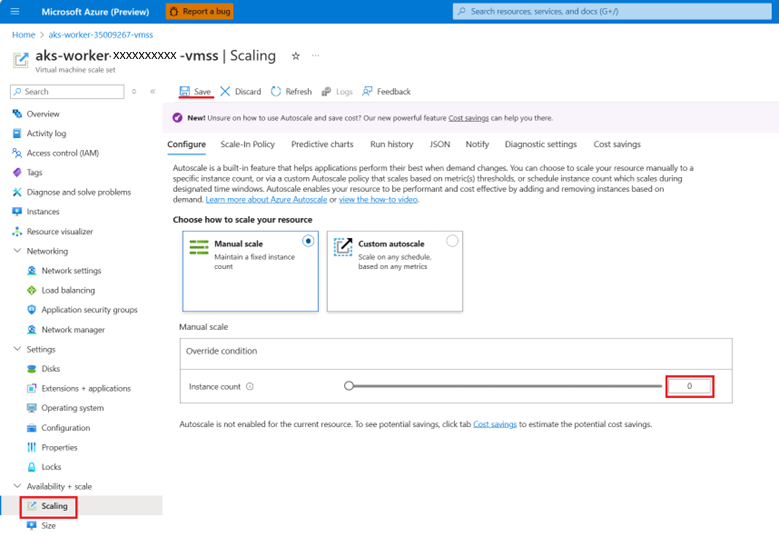 Microsoft Azure (Preview)
Report a bug
Search resources, services, and docs (G+/)
Home > aks-worker-35009267-vmss
aks-worker-XXXXXXXXXX -vmss | Scaling
Virtual machine scale set
Search
Save
Discard
Refresh
Logs
Feedback
New! Unsure on how to use Autoscale and save cost? Our new powerful feature Cost savings can help you there.
Overview
Activity log
Access control (IAM)
Tags
Diagnose and solve problems
Instances
Resource visualizer
Networking
Network settings
Load balancing
Application security groups
Network manager
Settings
Disks
Extensions + applications
Operating system
Configuration
Properties
Locks
Availability + scale
Scaling
Size
Configure
Scale-In Policy
Predictive charts
Run history
JSON
Notify
Diagnostic settings
Cost savings
Autoscale is a built-in feature that helps applications perform their best when demand changes. You can choose to scale your resource manually to a
specific instance count, or via a custom Autoscale policy that scales based on metric(s) thresholds, or schedule instance count which scales during
designated time windows. Autoscale enables your resource to be performant and cost effective by adding and removing instances based on
demand. Learn more about Azure Autoscale or view the how-to video.
Choose how to scale your resource
Manual scale
Maintain a fixed instance
count
Custom autoscale
Scale on any schedule,
based on any metrics
Manual scale
Override condition
Instance count
0
Autoscale is not enabled for the current resource. To see potential savings, click tab Cost savings to estimate the potential cost savings.